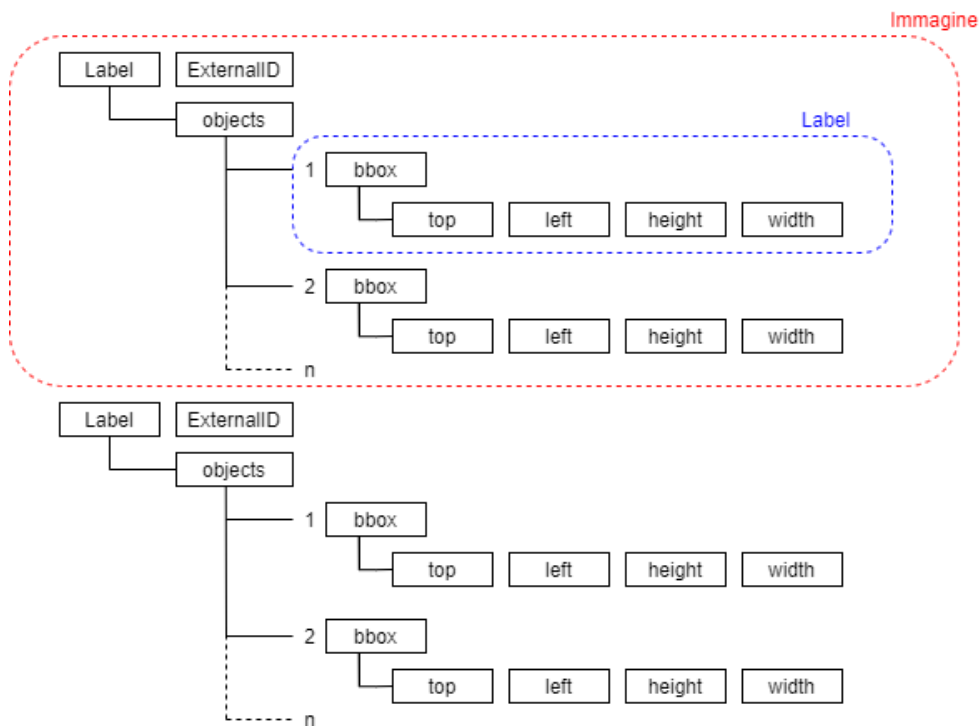 Immagine
Label ExternalID
objects
Label
1 bbox
top left height width
2 bbox
top left height width
n
Label ExternalID
objects
1 bbox
top left height width
2 bbox
top left height width
n